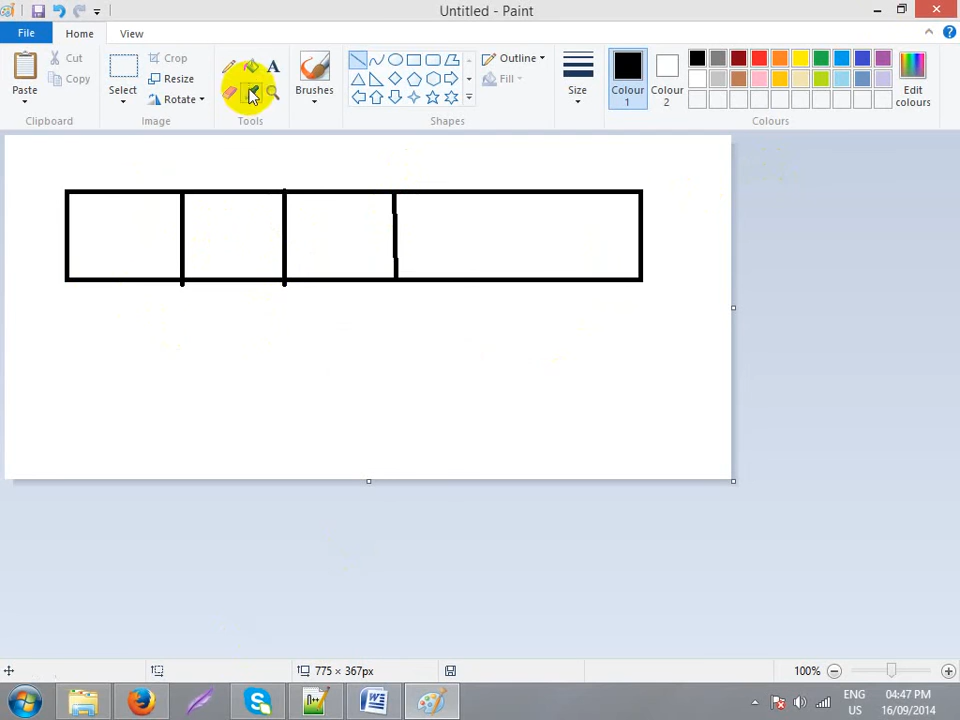 Untitled - Paint
File Home View
Paste
Cut
Copy
Clipboard
Select
Crop
Resize
Rotate
Image
A
Tools
Brushes
Outline
Fill
Shapes
Size
Colour 1
Colour 2
Edit colours
Colours
775 × 367px
100%
ENG
US
04:47 PM
16/09/2014